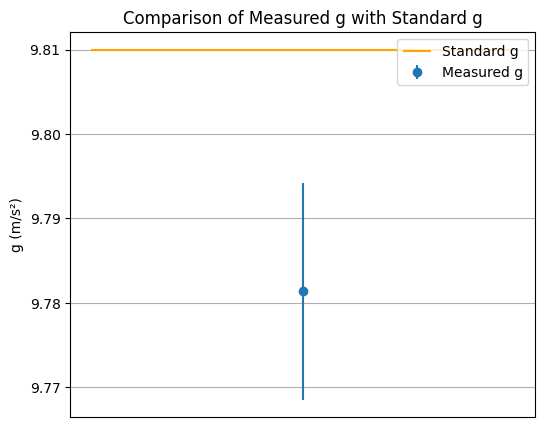 Comparison of Measured g with Standard g
9.81
9.80
9.79
9.78
9.77
g (m/s²)
Standard g
Measured g